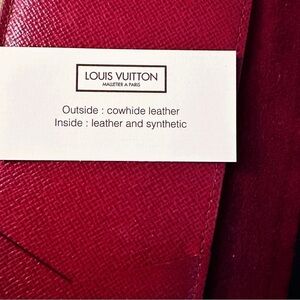 LOUIS VUITTON
MALLETIER A PARIS
Outside : cowhide leather
Inside : leather and synthetic